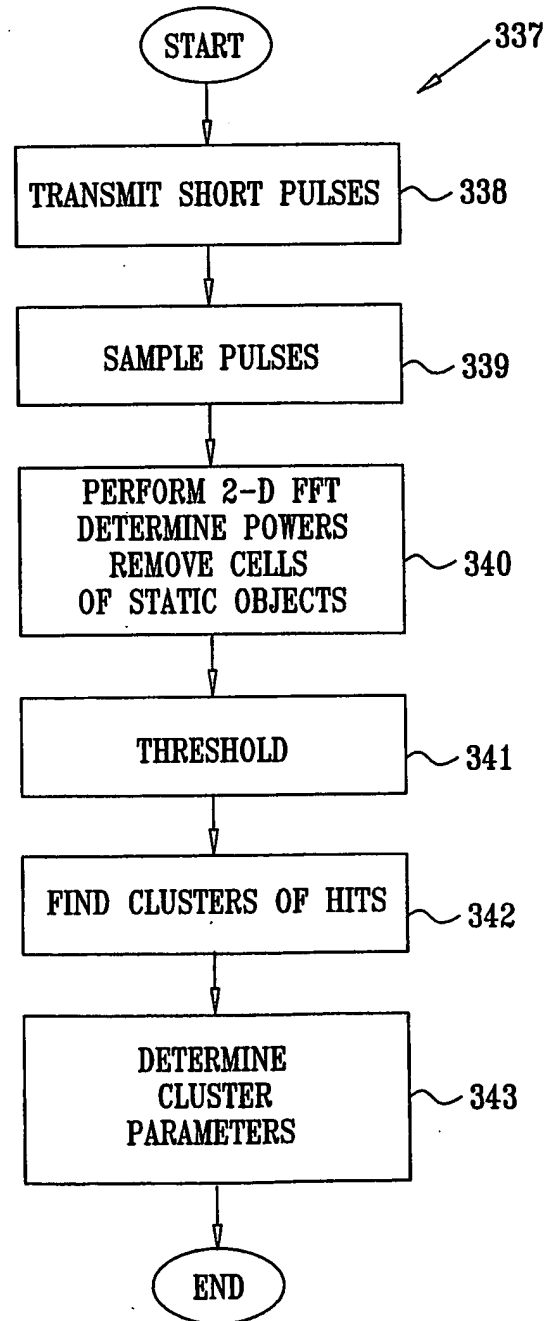 START
337
TRANSMIT SHORT PULSES
338
SAMPLE PULSES
339
PERFORM 2-D FFT
DETERMINE POWERS
REMOVE CELLS
OF STATIC OBJECTS
340
THRESHOLD
341
FIND CLUSTERS OF HITS
342
DETERMINE
CLUSTER
PARAMETERS
343
END